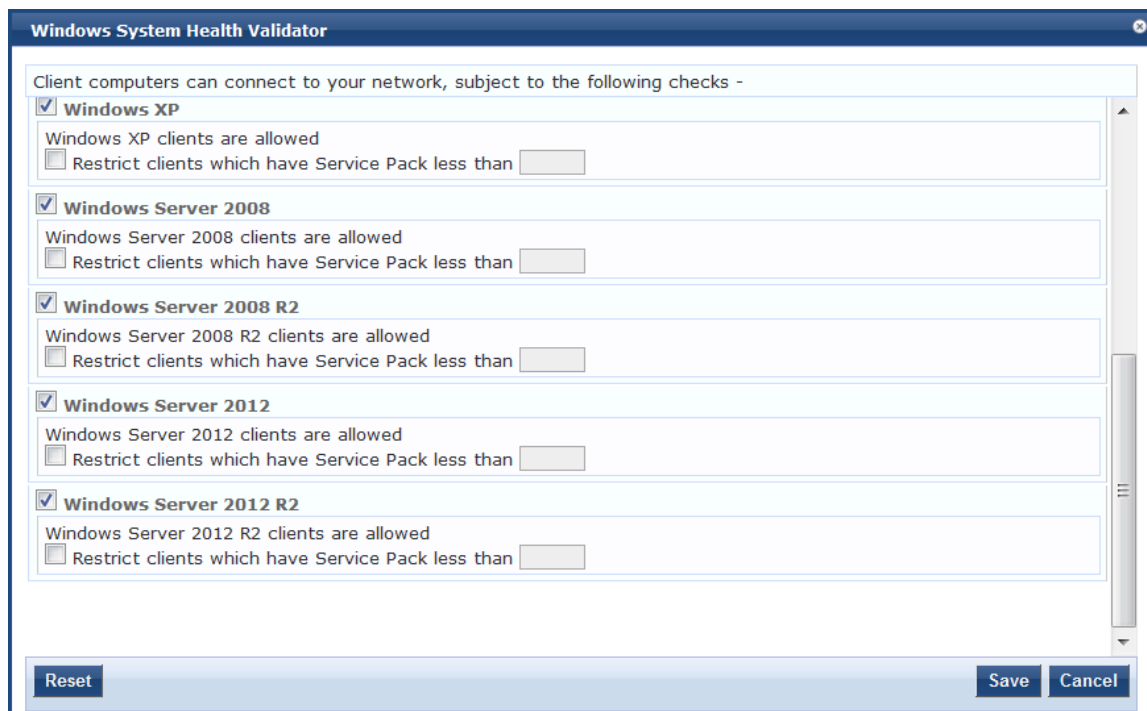 Windows System Health Validator
Client computers can connect to your network, subject to the following checks -
Windows XP
Windows XP clients are allowed
Restrict clients which have Service Pack less than
Windows Server 2008
Windows Server 2008 clients are allowed
Restrict clients which have Service Pack less than
Windows Server 2008 R2
Windows Server 2008 R2 clients are allowed
Restrict clients which have Service Pack less than
Windows Server 2012
Windows Server 2012 clients are allowed
Restrict clients which have Service Pack less than
Windows Server 2012 R2
Windows Server 2012 R2 clients are allowed
Restrict clients which have Service Pack less than
Reset Save Cancel